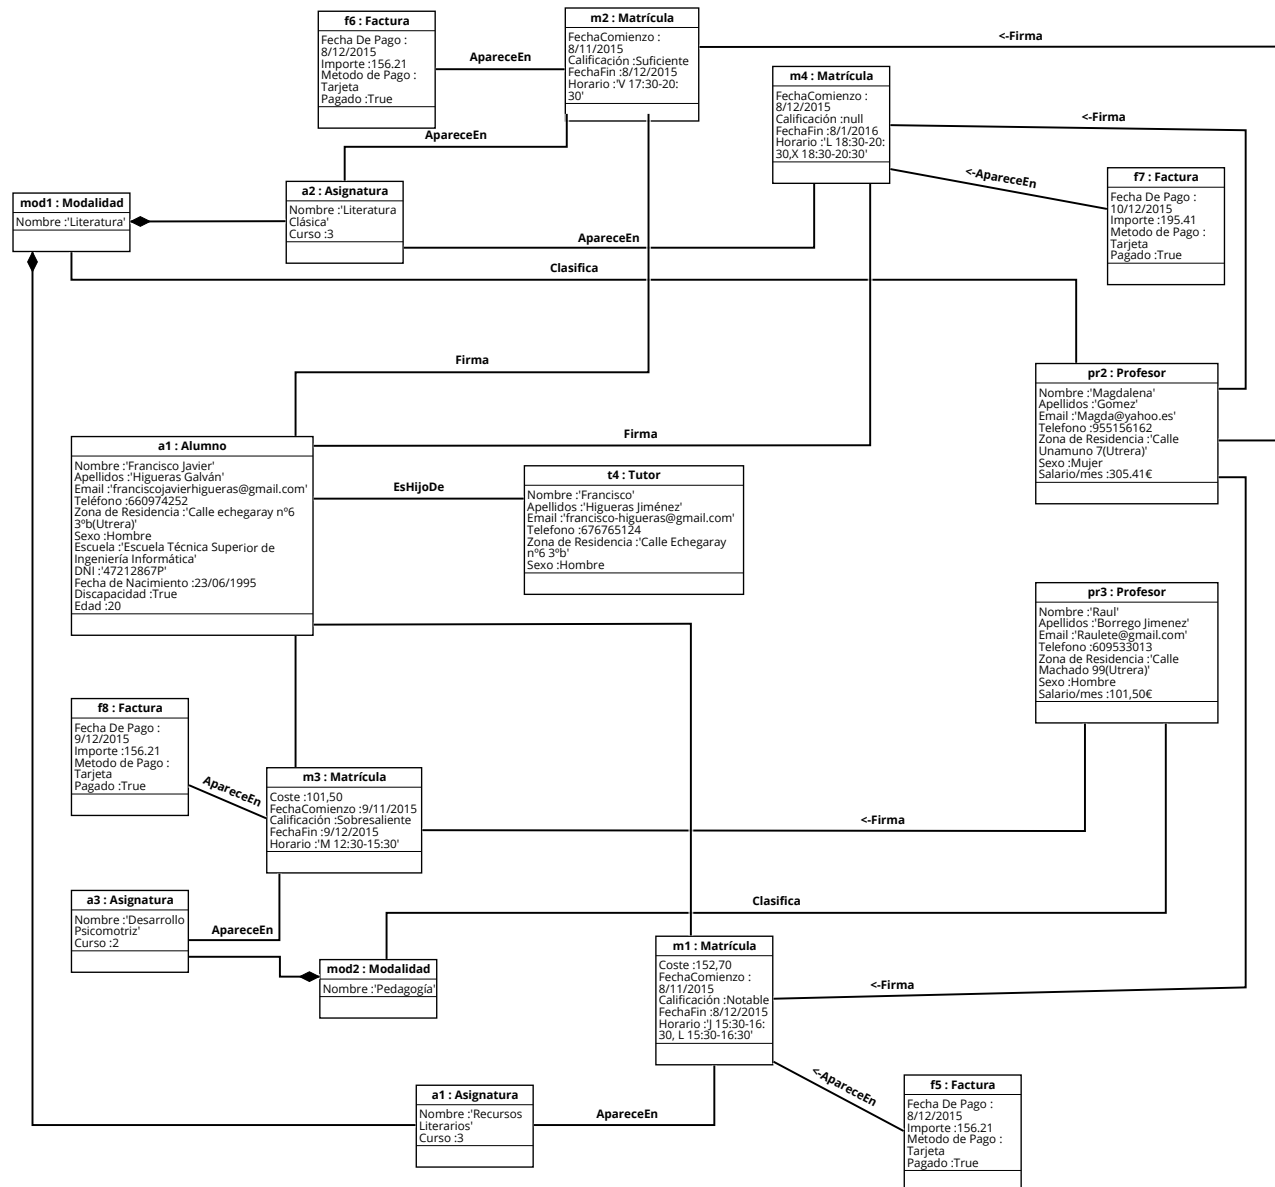 f6 : Factura
Fecha De Pago :
8/12/2015
Importe :156.21
Metodo de Pago :
Tarjeta
Pagado :True
ApareceEn
m2 : Matrícula
FechaComienzo :
8/11/2015
Calificación :Suficiente
FechaFin :8/12/2015
Horario :'V 17:30-20:
30'
<-Firma
m4 : Matrícula
FechaComienzo :
8/12/2015
Calificación :null
FechaFin :8/1/2016
Horario :'L 18:30-20:
30,X 18:30-20:30'
<-Firma
<-ApareceEn
f7 : Factura
Fecha De Pago :
10/12/2015
Importe :195.41
Metodo de Pago :
Tarjeta
Pagado :True
ApareceEn
mod1 : Modalidad
Nombre :'Literatura'
a2 : Asignatura
Nombre :'Literatura
Clásica'
Curso :3
ApareceEn
Clasifica
Firma
pr2 : Profesor
Nombre :'Magdalena'
Apellidos :'Gomez'
Email :'Magda@yahoo.es'
Telefono :955156162
Zona de Residencia :'Calle
Unamuno 7(Utrera)'
Sexo :Mujer
Salario/mes :305.41€
Firma
a1 : Alumno
Nombre :'Francisco Javier'
Apellidos :'Higueras Galván'
Email :'franciscojavierhigueras@gmail.com'
Teléfono :660974252
Zona de Residencia :'Calle echegaray nº6
3ºb(Utrera)'
Sexo :Hombre
Escuela :'Escuela Técnica Superior de
Ingeniería Informática'
DNI :'47212867P'
Fecha de Nacimiento :23/06/1995
Discapacidad :True
Edad :20
EsHijoDe
t4 : Tutor
Nombre :'Francisco'
Apellidos :'Higueras Jiménez'
Email :'francisco-higueras@gmail.com'
Telefono :676765124
Zona de Residencia :'Calle Echegaray
nº6 3ºb'
Sexo :Hombre
pr3 : Profesor
Nombre :'Raul'
Apellidos :'Borrego Jimenez'
Email :'Raulete@gmail.com'
Telefono :609533013
Zona de Residencia :'Calle
Machado 99(Utrera)'
Sexo :Hombre
Salario/mes :101,50€
f8 : Factura
Fecha De Pago :
9/12/2015
Importe :156.21
Metodo de Pago :
Tarjeta
Pagado :True
ApareceEn
m3 : Matrícula
Coste :101,50
FechaComienzo :9/11/2015
Calificación :Sobresaliente
FechaFin :9/12/2015
Horario :'M 12:30-15:30'
<-Firma
a3 : Asignatura
Nombre :'Desarrollo
Psicomotriz'
Curso :2
ApareceEn
Clasifica
mod2 : Modalidad
Nombre :'Pedagogía'
m1 : Matrícula
Coste :152,70
FechaComienzo :
8/11/2015
Calificación :Notable
FechaFin :8/12/2015
Horario :'J 15:30-16:
30, L 15:30-16:30'
<-Firma
<-ApareceEn
a1 : Asignatura
Nombre :'Recursos
Literarios'
Curso :3
ApareceEn
f5 : Factura
Fecha De Pago :
8/12/2015
Importe :156.21
Metodo de Pago :
Tarjeta
Pagado :True